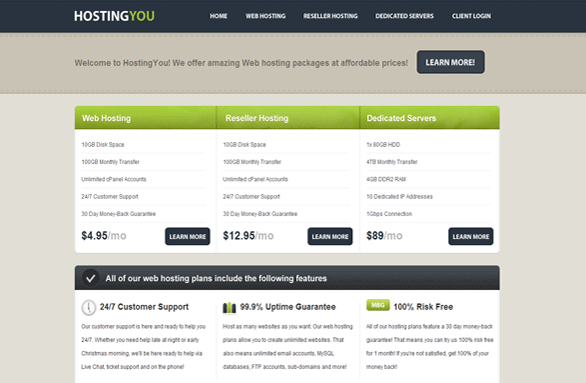 HOSTINGYOU
HOME WEB HOSTING RESELLER HOSTING DEDICATED SERVERS CLIENT LOGIN
Welcome to HostingYou! We offer amazing Web hosting packages at affordable prices! LEARN MORE!
Web Hosting
10GB Disk Space
100GB Monthly Transfer
Unlimited cPanel Accounts
24/7 Customer Support
30 Day Money-Back Guarantee
$4.95/mo LEARN MORE
Reseller Hosting
10GB Disk Space
100GB Monthly Transfer
Unlimited cPanel Accounts
24/7 Customer Support
30 Day Money-Back Guarantee
$12.95/mo LEARN MORE
Dedicated Servers
1x 80GB HDD
4TB Monthly Transfer
4GB DDR2 RAM
10 Dedicated IP Addresses
1Gbps Connection
$89/mo LEARN MORE
All of our web hosting plans include the following features
24/7 Customer Support
Our customer support is here and ready to help you
24/7. Whether you need help late at night or early
Christmas morning, we'll be here ready to help via
Live Chat, ticket support and on the phone!
99.9% Uptime Guarantee
Host as many websites as you want. Our web hosting
plans allow you to create unlimited websites. That
also means unlimited email accounts, MySQL
databases, FTP accounts, sub-domains and more!
MBG 100% Risk Free
All of our hosting plans feature a 30 day money-back
guarantee! That means you can try us 100% risk free
for 1 month! If you're not satisfied, get 100% of your
money back!